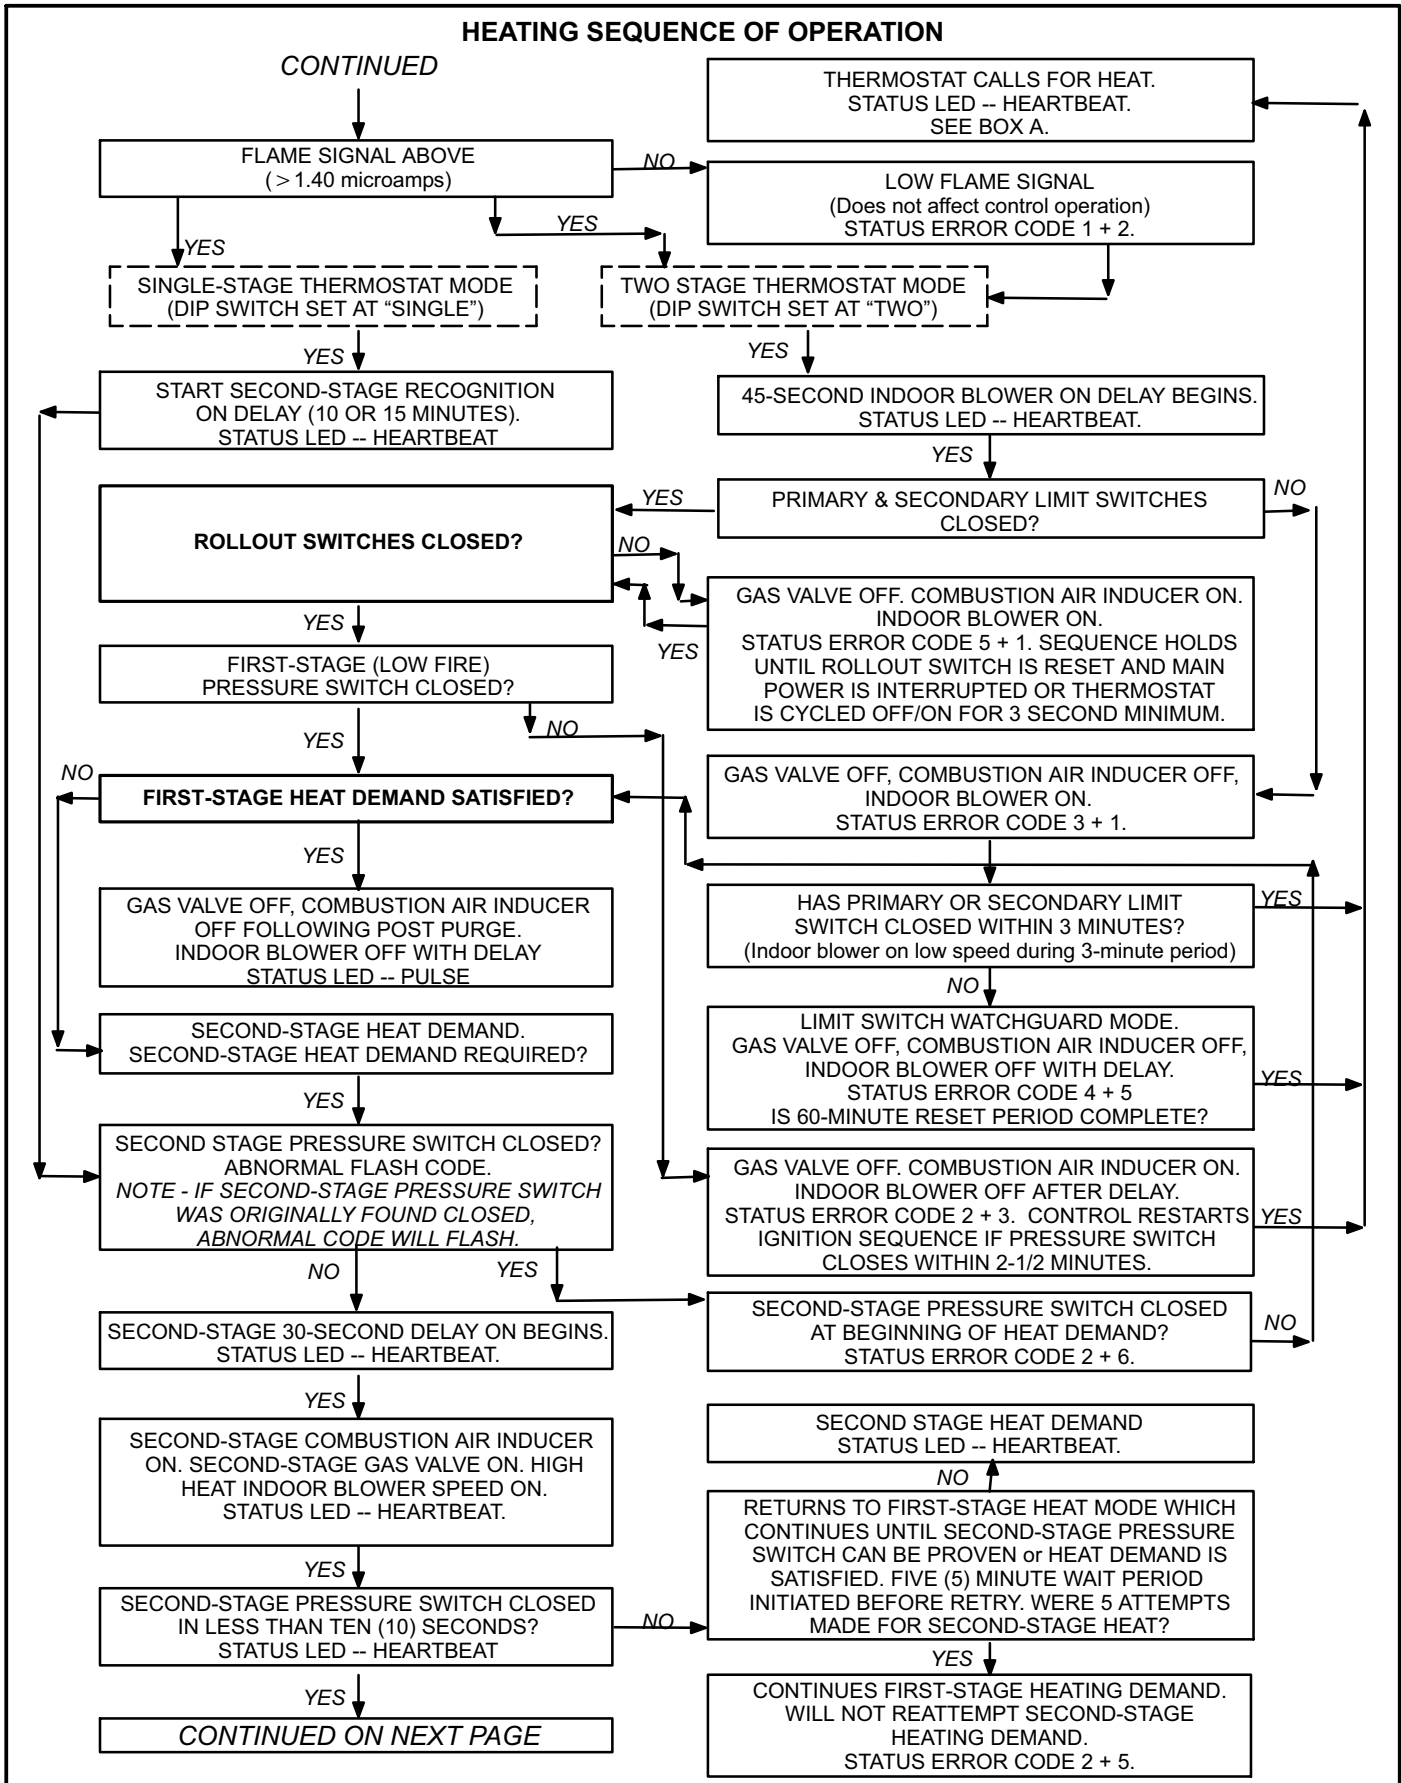 HEATING SEQUENCE OF OPERATION
CONTINUED
THERMOSTAT CALLS FOR HEAT.
STATUS LED -- HEARTBEAT.
SEE BOX A.
FLAME SIGNAL ABOVE
(>1.40 microamps)
NO
LOW FLAME SIGNAL
(Does not affect control operation)
STATUS ERROR CODE 1 + 2.
YES
YES
SINGLE-STAGE THERMOSTAT MODE
(DIP SWITCH SET AT “SINGLE”)
TWO STAGE THERMOSTAT MODE
(DIP SWITCH SET AT “TWO”)
YES
YES
START SECOND-STAGE RECOGNITION
ON DELAY (10 OR 15 MINUTES).
STATUS LED -- HEARTBEAT
45-SECOND INDOOR BLOWER ON DELAY BEGINS.
STATUS LED -- HEARTBEAT.
YES
PRIMARY & SECONDARY LIMIT SWITCHES
CLOSED?
YES
NO
ROLLOUT SWITCHES CLOSED?
NO
GAS VALVE OFF. COMBUSTION AIR INDUCER ON.
INDOOR BLOWER ON.
STATUS ERROR CODE 5 + 1. SEQUENCE HOLDS
UNTIL ROLLOUT SWITCH IS RESET AND MAIN
POWER IS INTERRUPTED OR THERMOSTAT
IS CYCLED OFF/ON FOR 3 SECOND MINIMUM.
YES
YES
FIRST-STAGE (LOW FIRE)
PRESSURE SWITCH CLOSED?
NO
YES
GAS VALVE OFF, COMBUSTION AIR INDUCER OFF,
INDOOR BLOWER ON.
STATUS ERROR CODE 3 + 1.
NO
FIRST-STAGE HEAT DEMAND SATISFIED?
YES
GAS VALVE OFF, COMBUSTION AIR INDUCER
OFF FOLLOWING POST PURGE.
INDOOR BLOWER OFF WITH DELAY
STATUS LED -- PULSE
HAS PRIMARY OR SECONDARY LIMIT
SWITCH CLOSED WITHIN 3 MINUTES?
(Indoor blower on low speed during 3-minute period)
YES
NO
SECOND-STAGE HEAT DEMAND.
SECOND-STAGE HEAT DEMAND REQUIRED?
LIMIT SWITCH WATCHGUARD MODE.
GAS VALVE OFF, COMBUSTION AIR INDUCER OFF,
INDOOR BLOWER OFF WITH DELAY.
STATUS ERROR CODE 4 + 5
IS 60-MINUTE RESET PERIOD COMPLETE?
YES
YES
SECOND STAGE PRESSURE SWITCH CLOSED?
ABNORMAL FLASH CODE.
NOTE - IF SECOND-STAGE PRESSURE SWITCH
WAS ORIGINALLY FOUND CLOSED,
ABNORMAL CODE WILL FLASH.
GAS VALVE OFF. COMBUSTION AIR INDUCER ON.
INDOOR BLOWER OFF AFTER DELAY.
STATUS ERROR CODE 2 + 3. CONTROL RESTARTS
IGNITION SEQUENCE IF PRESSURE SWITCH
CLOSES WITHIN 2-1/2 MINUTES.
YES
NO
YES
SECOND-STAGE 30-SECOND DELAY ON BEGINS.
STATUS LED -- HEARTBEAT.
SECOND-STAGE PRESSURE SWITCH CLOSED
AT BEGINNING OF HEAT DEMAND?
STATUS ERROR CODE 2 + 6.
NO
YES
SECOND-STAGE COMBUSTION AIR INDUCER
ON. SECOND-STAGE GAS VALVE ON. HIGH
HEAT INDOOR BLOWER SPEED ON.
STATUS LED -- HEARTBEAT.
SECOND STAGE HEAT DEMAND
STATUS LED -- HEARTBEAT.
NO
RETURNS TO FIRST-STAGE HEAT MODE WHICH
CONTINUES UNTIL SECOND-STAGE PRESSURE
SWITCH CAN BE PROVEN or HEAT DEMAND IS
SATISFIED. FIVE (5) MINUTE WAIT PERIOD
INITIATED BEFORE RETRY. WERE 5 ATTEMPTS
MADE FOR SECOND-STAGE HEAT?
YES
SECOND-STAGE PRESSURE SWITCH CLOSED
IN LESS THAN TEN (10) SECONDS?
STATUS LED -- HEARTBEAT
NO
YES
YES
CONTINUED ON NEXT PAGE
CONTINUES FIRST-STAGE HEATING DEMAND.
WILL NOT REATTEMPT SECOND-STAGE
HEATING DEMAND.
STATUS ERROR CODE 2 + 5.